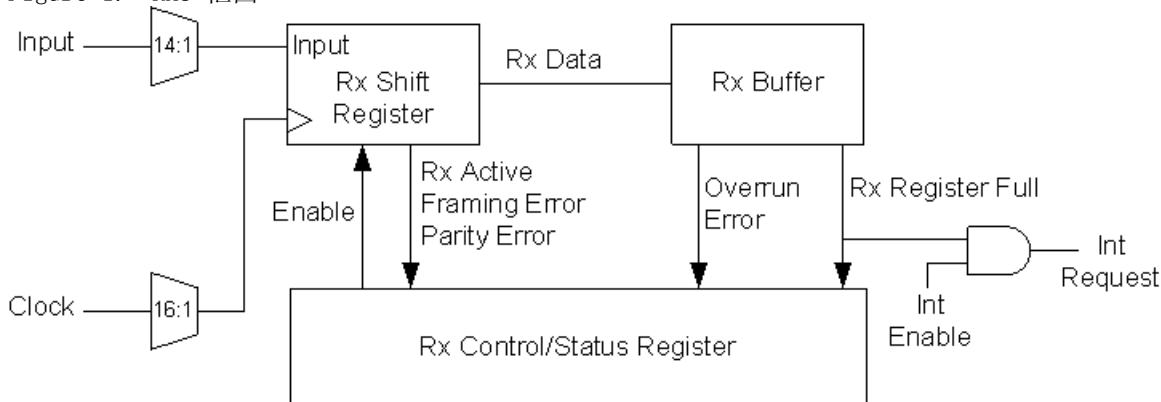 Input
14:1
Input
Rx Shift
Register
Rx Data
Rx Buffer
Enable
Rx Active
Framing Error
Parity Error
Overrun
Error
Rx Register Full
Int
Request
Int
Enable
Clock
16:1
Rx Control/Status Register